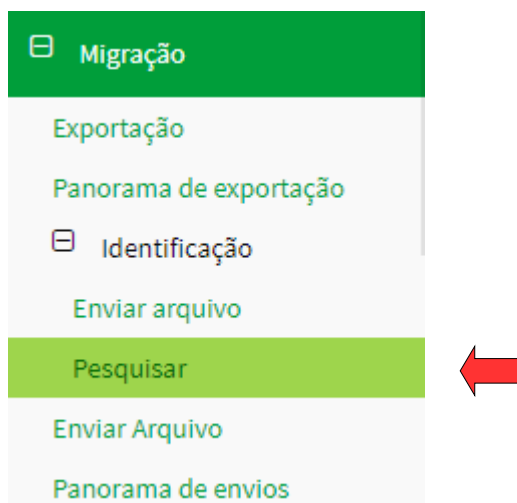 Migração
Exportação
Panorama de exportação
Identificação
Enviar arquivo
Pesquisar
Enviar Arquivo
Panorama de envios